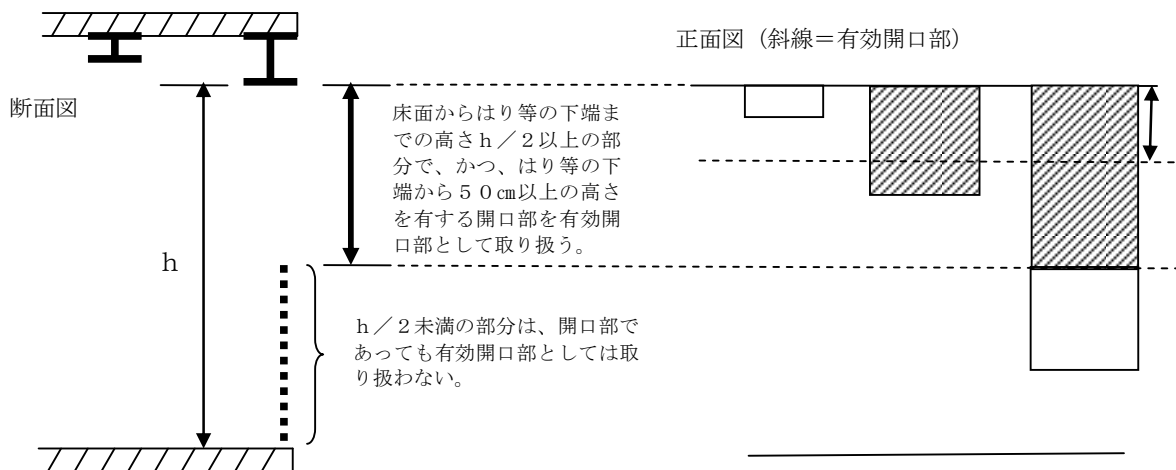 正面図（斜線＝有効開口部）
断面図
床面からはり等の下端ま
での高さｈ／２以上の部
分で、かつ、はり等の下
端から５０㎝以上の高さ
を有する開口部を有効開
口部として取り扱う。
ｈ
ｈ／２未満の部分は、開口部で
あっても有効開口部としては取
り扱わない。